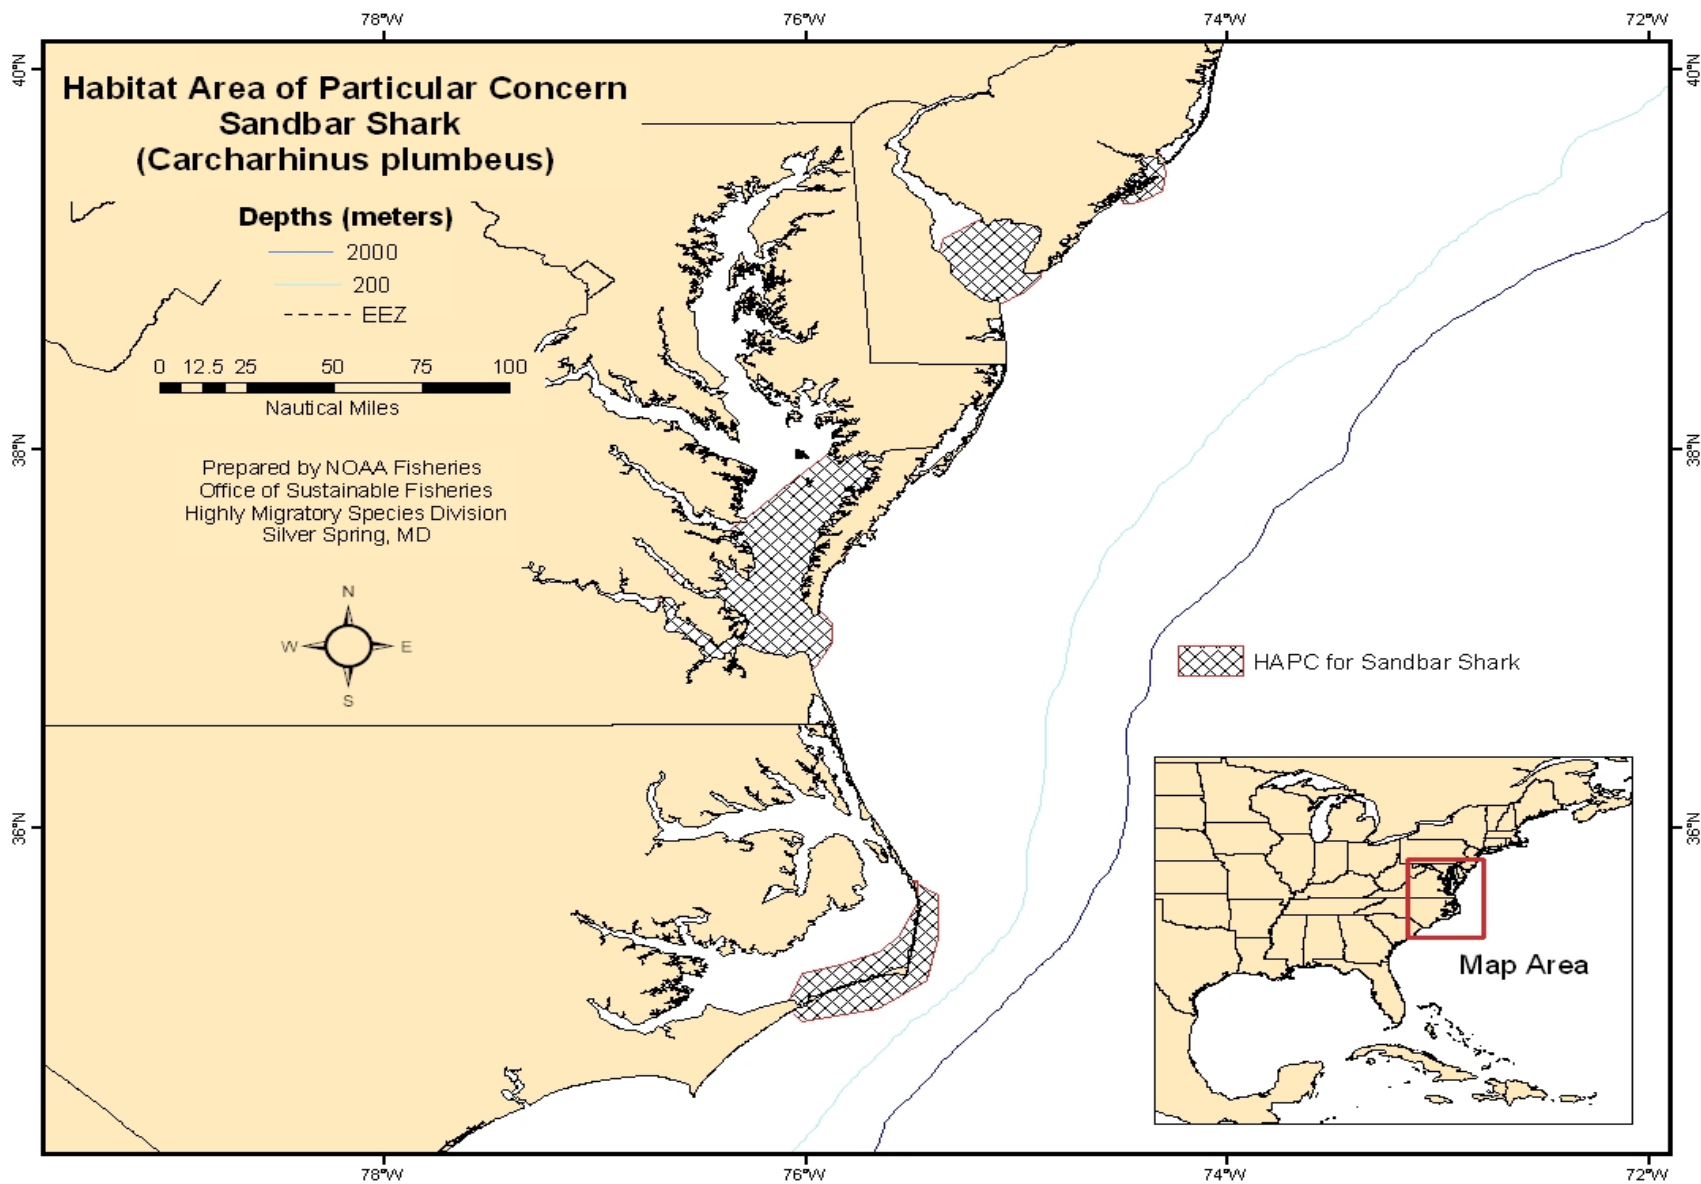 78°W 76°W 74°W 72°W
40°N 40°N
Habitat Area of Particular Concern
Sandbar Shark
(Carcharhinus plumbeus)
Depths (meters)
2000
200
EEZ
0 12.5 25 50 75 100
Nautical Miles
38°N 38°N
Prepared by NOAA Fisheries
Office of Sustainable Fisheries
Highly Migratory Species Division
Silver Spring, MD
N
W E
S
HAPC for Sandbar Shark
36°N 36°N
Map Area
78°W 76°W 74°W 72°W